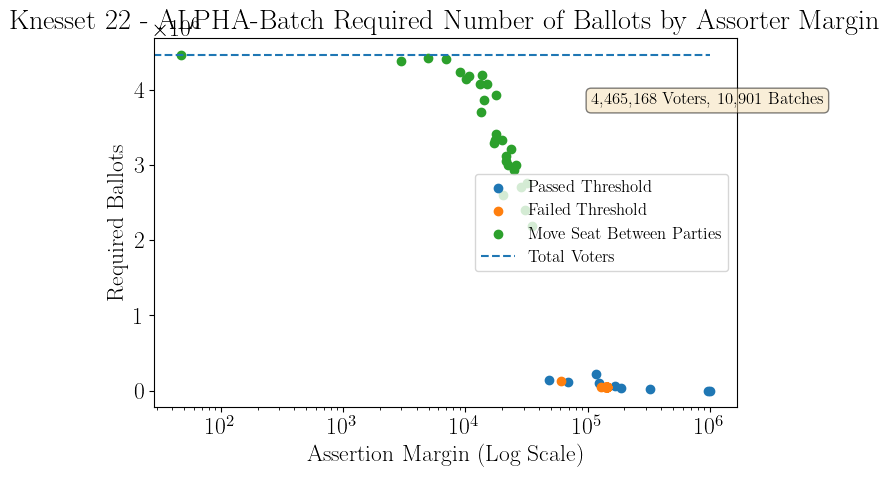 Knesset 22 - ALPHA-Batch Required Number of Ballots by Assorter Margin
×10⁶
4,465,168 Voters, 10,901 Batches
Passed Threshold
Failed Threshold
Move Seat Between Parties
Total Voters
Required Ballots
4
3
2
1
0
10² 10³ 10⁴ 10⁵ 10⁶
Assertion Margin (Log Scale)